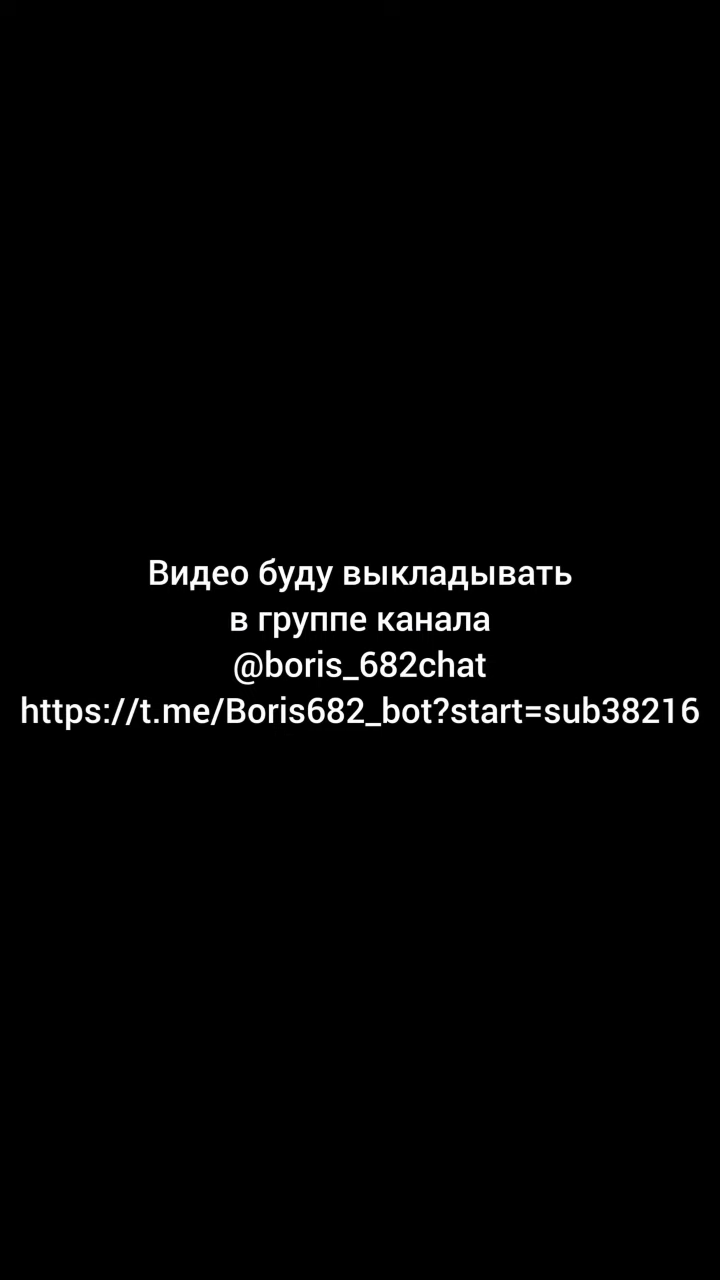 Видео буду выкладывать
в группе канала
@boris_682chat
https://t.me/Boris682_bot?start=sub38216